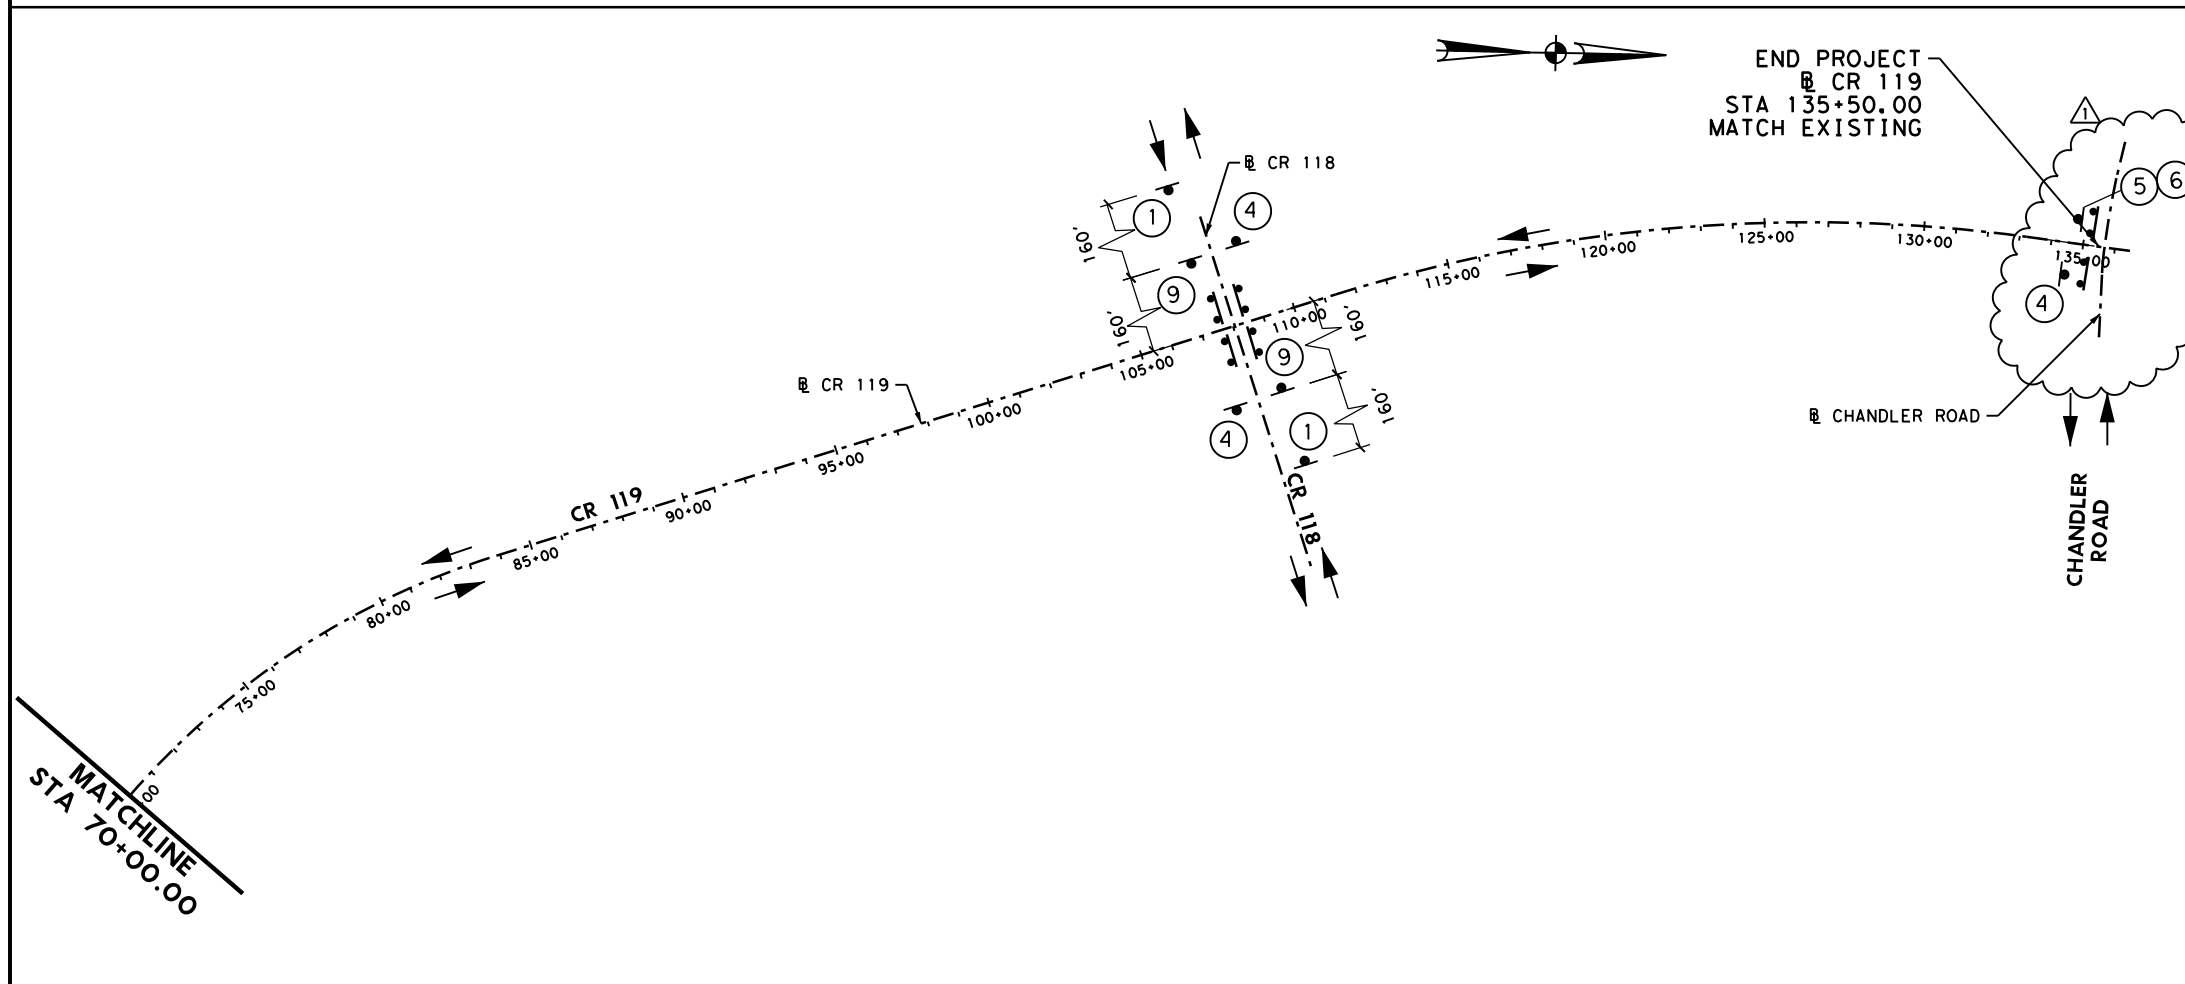 END PROJECT
℄ CR 119
STA 135+50.00
MATCH EXISTING
1
℄ CR 118
1
4
160'
9
160'
5
6
4
135+00
130+00
125+00
120+00
115+00
110+00
160'
9
160'
1
4
105+00
100+00
95+00
90+00
85+00
80+00
75+00
00
℄ CR 119
CR 119
CR 118
℄ CHANDLER ROAD
CHANDLER
ROAD
MATCHLINE
STA 70+00.00